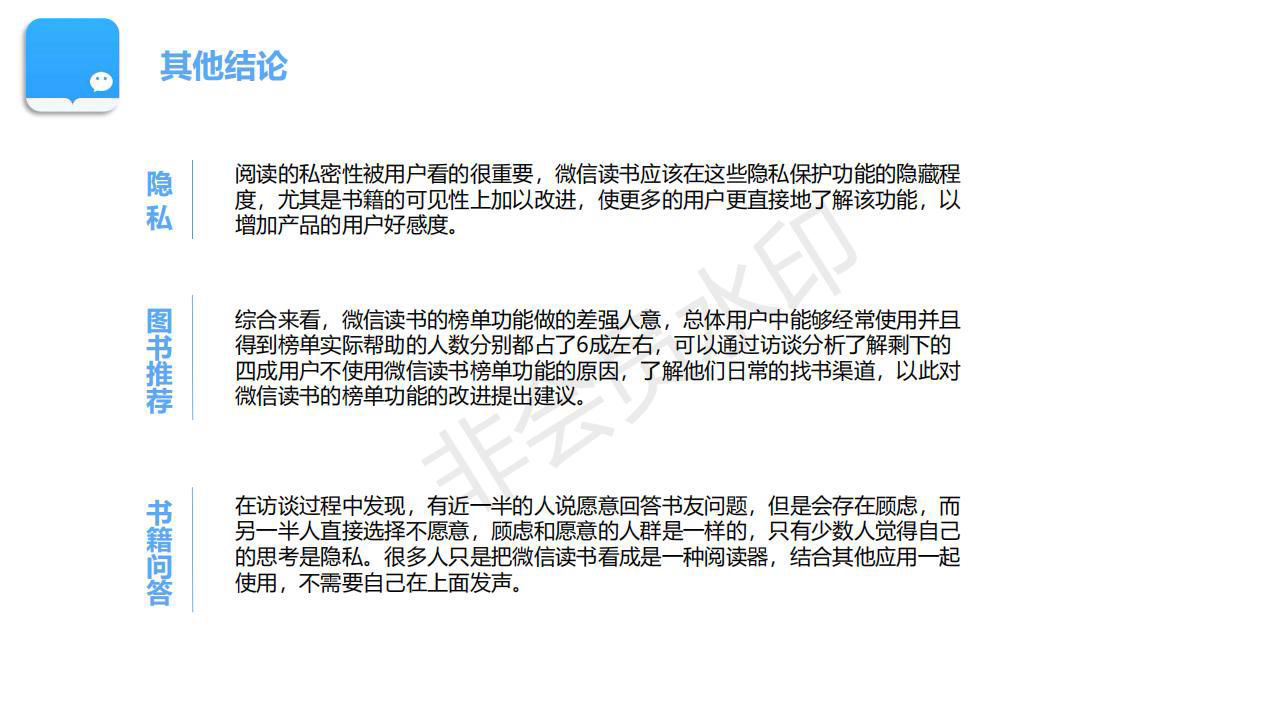 其他结论
隐私
阅读的私密性被用户看的很重要，微信读书应该在这些隐私保护功能的隐藏程
度，尤其是书籍的可见性上加以改进，使更多的用户更直接地了解该功能，以
增加产品的用户好感度。
图书推荐
综合来看，微信读书的榜单功能做的差强人意，总体用户中能够经常使用并且
得到榜单实际帮助的人数分别都占了6成左右，可以通过访谈分析了解剩下的
四成用户不使用微信读书榜单功能的原因，了解他们日常的找书渠道，以此对
微信读书的榜单功能的改进提出建议。
书籍问答
在访谈过程中发现，有近一半的人说愿意回答书友问题，但是会存在顾虑，而
另一半人直接选择不愿意，顾虑和愿意的人群是一样的，只有少数人觉得自己
的思考是隐私。很多人只是把微信读书看成是一种阅读器，结合其他应用一起
使用，不需要自己在上面发声。
非会员水印